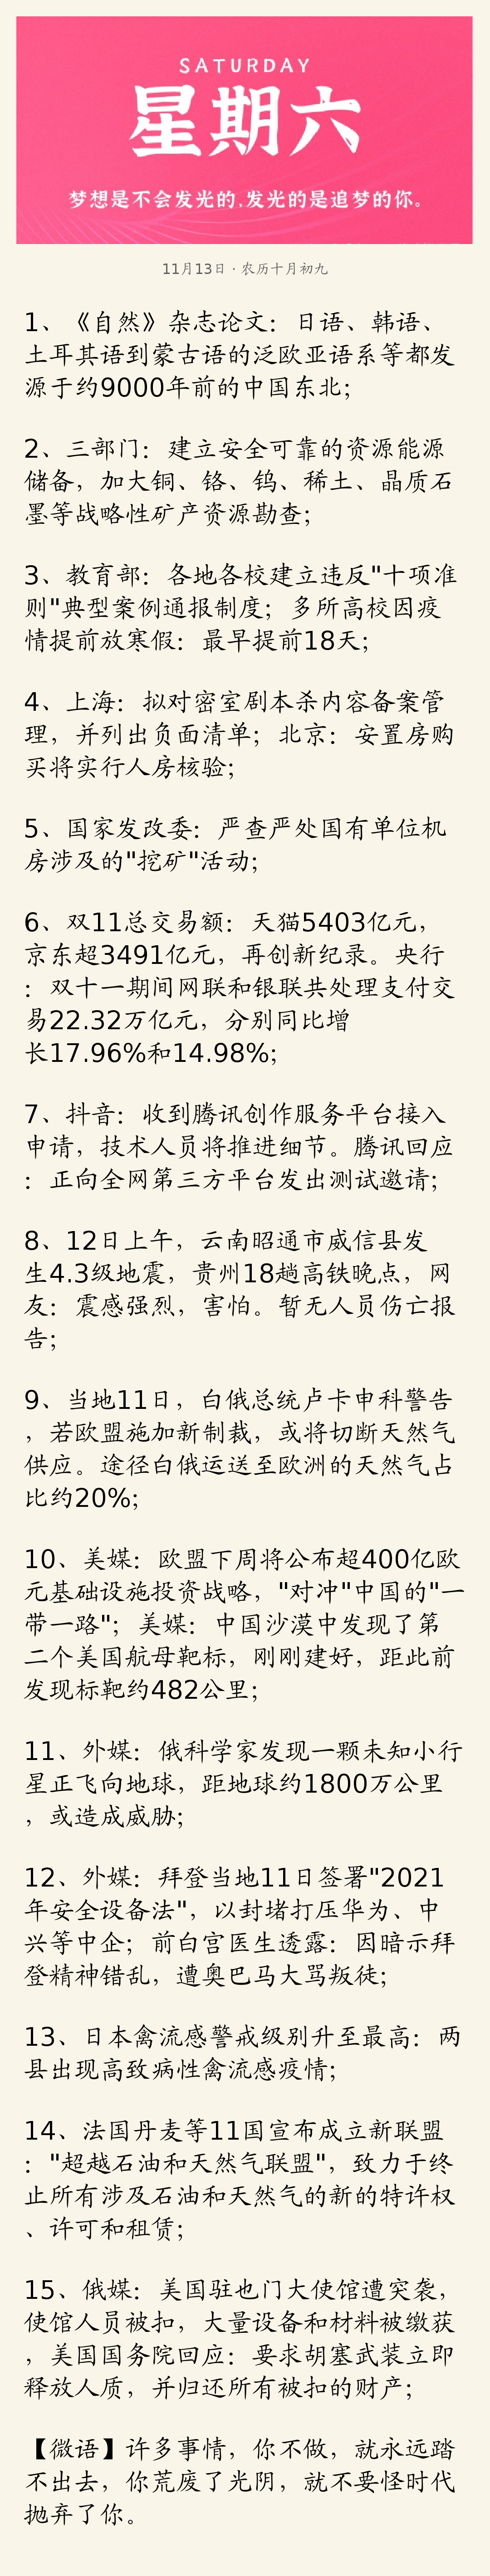 SATURDAY
星期六
梦想是不会发光的,发光的是追梦的你。
11月13日·农历十月初九
1、《自然》杂志论文：日语、韩语、
土耳其语到蒙古语的泛欧亚语系等都发
源于约9000年前的中国东北；
2、三部门：建立安全可靠的资源能源
储备，加大铜、铬、钨、稀土、晶质石
墨等战略性矿产资源勘查；
3、教育部：各地各校建立违反"十项准
则"典型案例通报制度；多所高校因疫
情提前放寒假：最早提前18天；
4、上海：拟对密室剧本杀内容备案管
理，并列出负面清单；北京：安置房购
买将实行人房核验；
5、国家发改委：严查严处国有单位机
房涉及的"挖矿"活动；
6、双11总交易额：天猫5403亿元，
京东超3491亿元，再创新纪录。央行
：双十一期间网联和银联共处理支付交
易22.32万亿元，分别同比增
长17.96%和14.98%；
7、抖音：收到腾讯创作服务平台接入
申请，技术人员将推进细节。腾讯回应
：正向全网第三方平台发出测试邀请；
8、12日上午，云南昭通市威信县发
生4.3级地震，贵州18趟高铁晚点，网
友：震感强烈，害怕。暂无人员伤亡报
告；
9、当地11日，白俄总统卢卡申科警告
，若欧盟施加新制裁，或将切断天然气
供应。途径白俄运送至欧洲的天然气占
比约20%；
10、美媒：欧盟下周将公布超400亿欧
元基础设施投资战略，"对冲"中国的"一
带一路"；美媒：中国沙漠中发现了第
二个美国航母靶标，刚刚建好，距此前
发现标靶约482公里；
11、外媒：俄科学家发现一颗未知小行
星正飞向地球，距地球约1800万公里
，或造成威胁；
12、外媒：拜登当地11日签署"2021
年安全设备法"，以封堵打压华为、中
兴等中企；前白宫医生透露：因暗示拜
登精神错乱，遭奥巴马大骂叛徒；
13、日本禽流感警戒级别升至最高：两
县出现高致病性禽流感疫情；
14、法国丹麦等11国宣布成立新联盟
："超越石油和天然气联盟"，致力于终
止所有涉及石油和天然气的新的特许权
、许可和租赁；
15、俄媒：美国驻也门大使馆遭突袭，
使馆人员被扣，大量设备和材料被缴获
，美国国务院回应：要求胡塞武装立即
释放人质，并归还所有被扣的财产；
【微语】许多事情，你不做，就永远踏
不出去，你荒废了光阴，就不要怪时代
抛弃了你。